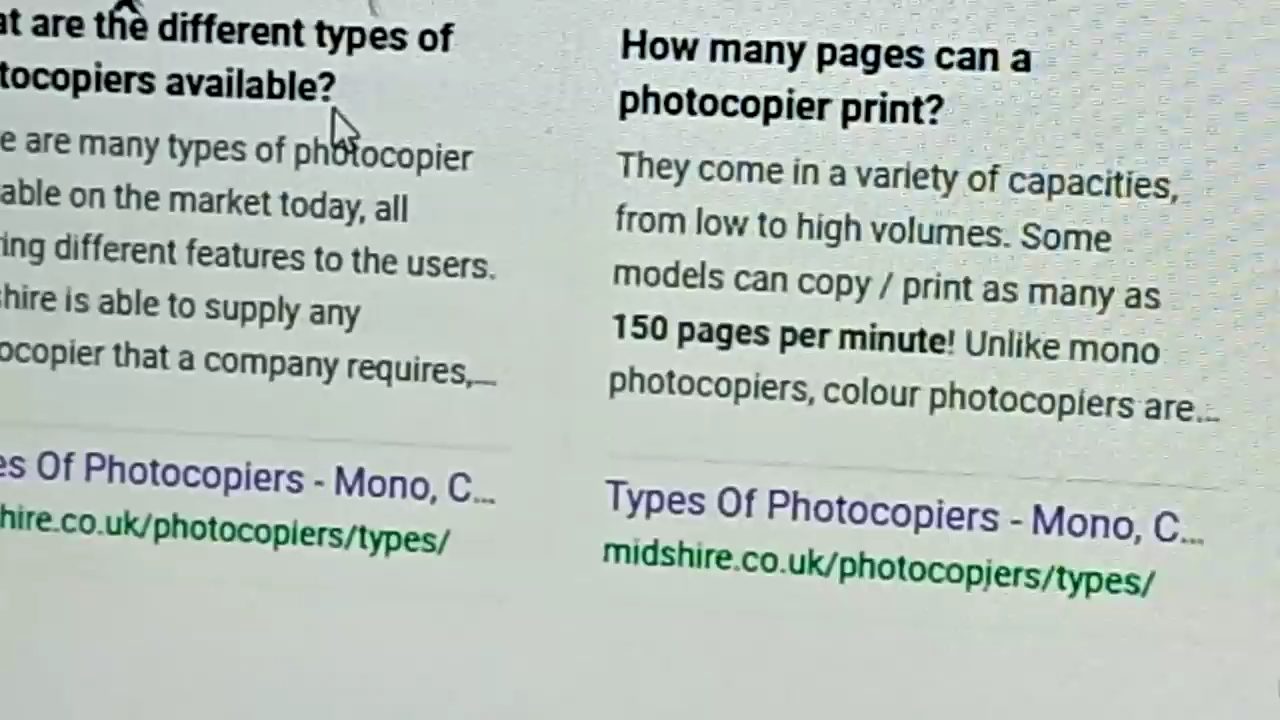 at are the different types of
tocopiers available?
e are many types of photocopier
able on the market today, all
ring different features to the users.
hire is able to supply any
ocopier that a company requires,...
es Of Photocopiers - Mono, C...
hire.co.uk/photocopiers/types/
How many pages can a
photocopier print?
They come in a variety of capacities,
from low to high volumes. Some
models can copy / print as many as
150 pages per minute! Unlike mono
photocopiers, colour photocopiers are...
Types Of Photocopiers - Mono, C...
midshire.co.uk/photocopiers/types/